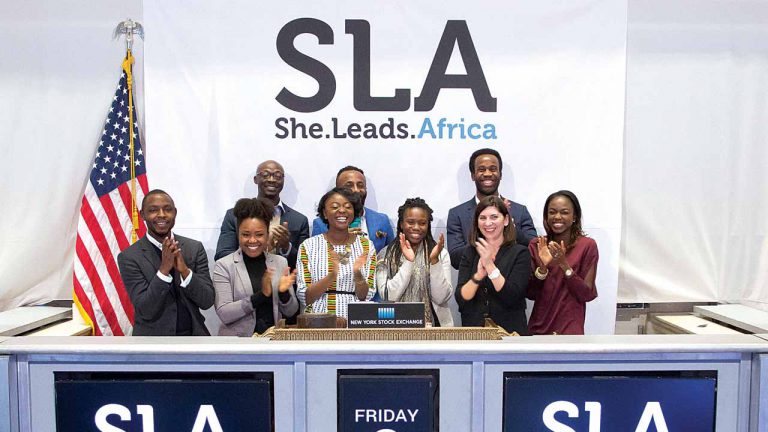 SLA
She.Leads.Africa
NEW YORK STOCK EXCHANGE
SLA
FRIDAY
SLA